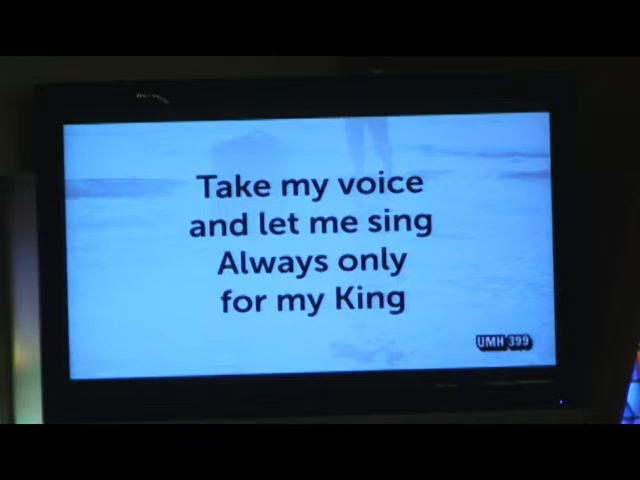 Take my voice
and let me sing
Always only
for my King
UMH 399